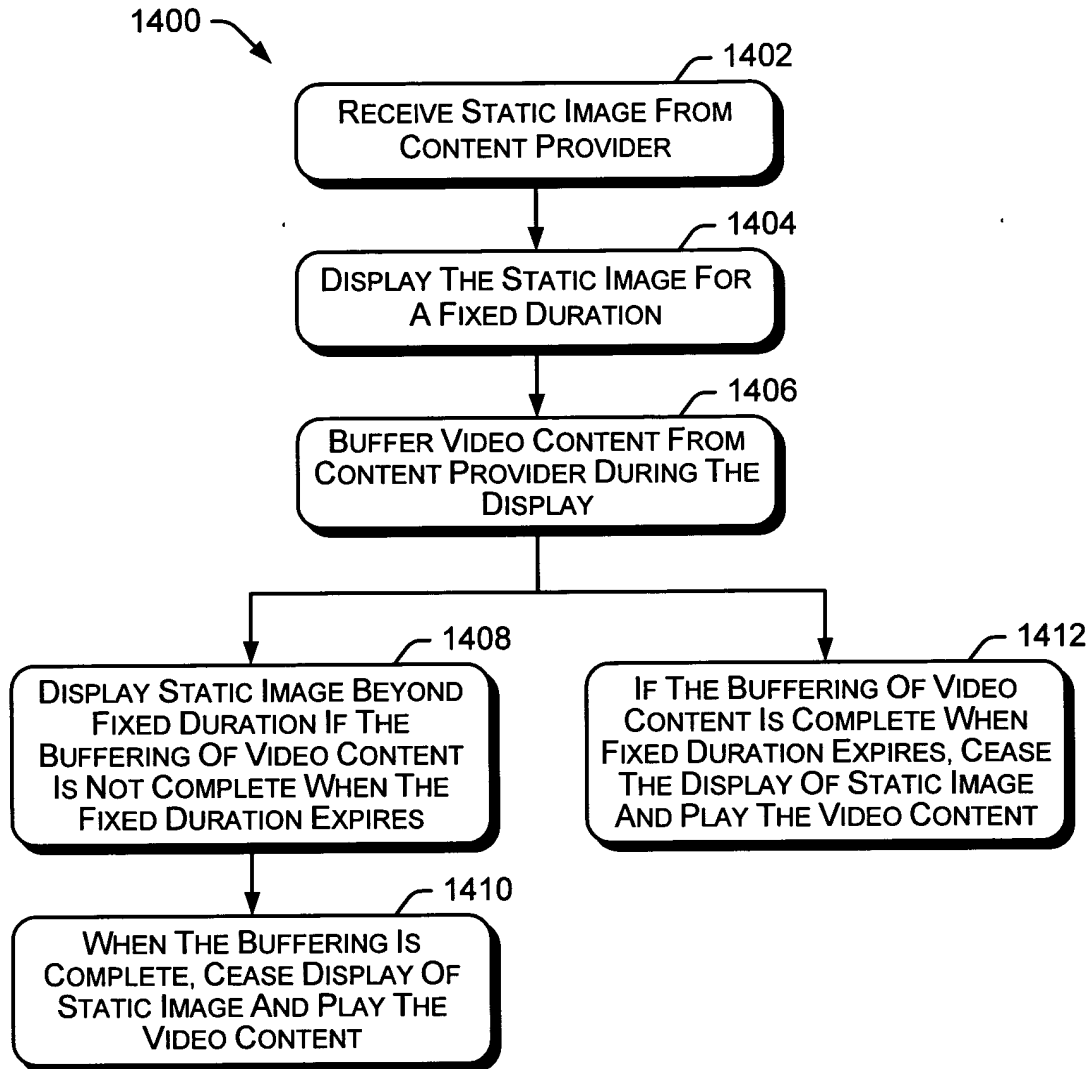 1400
1402
RECEIVE STATIC IMAGE FROM
CONTENT PROVIDER
1404
DISPLAY THE STATIC IMAGE FOR
A FIXED DURATION
1406
BUFFER VIDEO CONTENT FROM
CONTENT PROVIDER DURING THE
DISPLAY
1408
DISPLAY STATIC IMAGE BEYOND
FIXED DURATION IF THE
BUFFERING OF VIDEO CONTENT
IS NOT COMPLETE WHEN THE
FIXED DURATION EXPIRES
1410
WHEN THE BUFFERING IS
COMPLETE, CEASE DISPLAY OF
STATIC IMAGE AND PLAY THE
VIDEO CONTENT
1412
IF THE BUFFERING OF VIDEO
CONTENT IS COMPLETE WHEN
FIXED DURATION EXPIRES, CEASE
THE DISPLAY OF STATIC IMAGE
AND PLAY THE VIDEO CONTENT